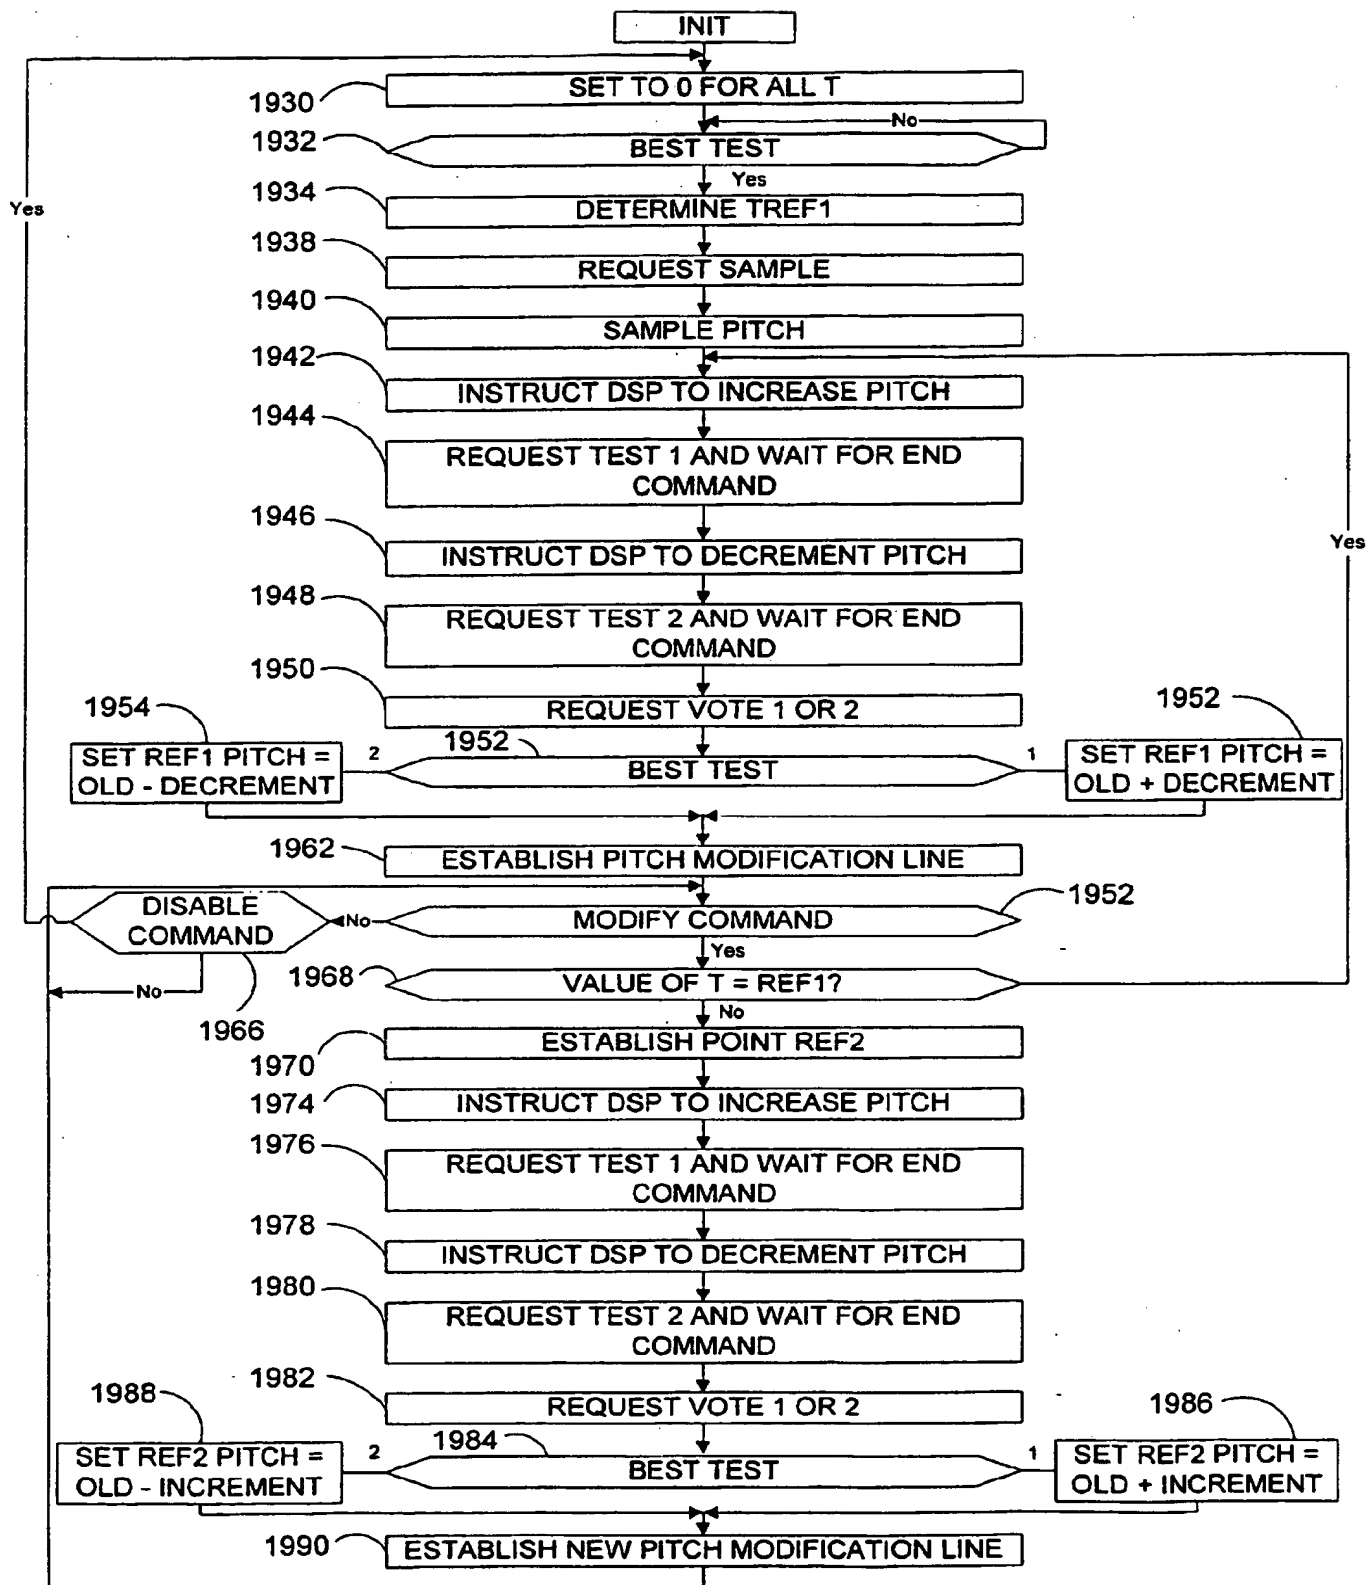 INIT
1930
SET TO 0 FOR ALL T
No
1932
BEST TEST
Yes
1934
DETERMINE TREF1
Yes
1938
REQUEST SAMPLE
1940
SAMPLE PITCH
1942
INSTRUCT DSP TO INCREASE PITCH
1944
REQUEST TEST 1 AND WAIT FOR END
COMMAND
1946
INSTRUCT DSP TO DECREMENT PITCH
Yes
1948
REQUEST TEST 2 AND WAIT FOR END
COMMAND
1950
REQUEST VOTE 1 OR 2
1954
1952
1952
SET REF1 PITCH =
OLD - DECREMENT
2
BEST TEST
1
SET REF1 PITCH =
OLD + DECREMENT
1962
ESTABLISH PITCH MODIFICATION LINE
1952
DISABLE
COMMAND
No
MODIFY COMMAND
Yes
1968
VALUE OF T = REF1?
No
1966
No
1970
ESTABLISH POINT REF2
1974
INSTRUCT DSP TO INCREASE PITCH
1976
REQUEST TEST 1 AND WAIT FOR END
COMMAND
1978
INSTRUCT DSP TO DECREMENT PITCH
1980
REQUEST TEST 2 AND WAIT FOR END
COMMAND
1982
REQUEST VOTE 1 OR 2
1988
1984
1986
SET REF2 PITCH =
OLD - INCREMENT
2
BEST TEST
1
SET REF2 PITCH =
OLD + INCREMENT
1990
ESTABLISH NEW PITCH MODIFICATION LINE